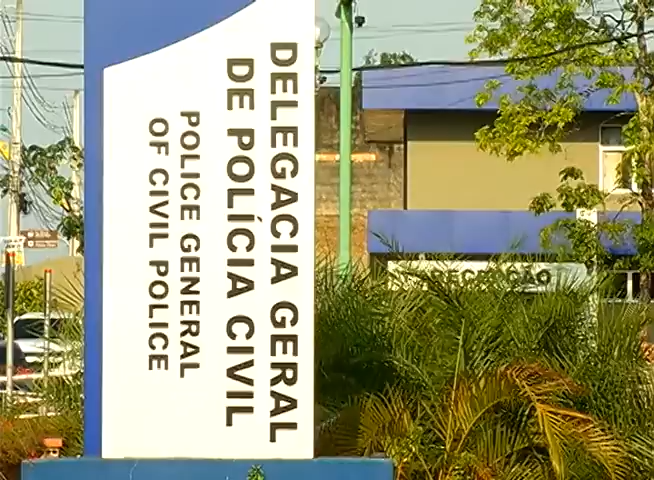 DELEGACIA GERAL
DE POLÍCIA CIVIL
POLICE GENERAL
OF CIVIL POLICE